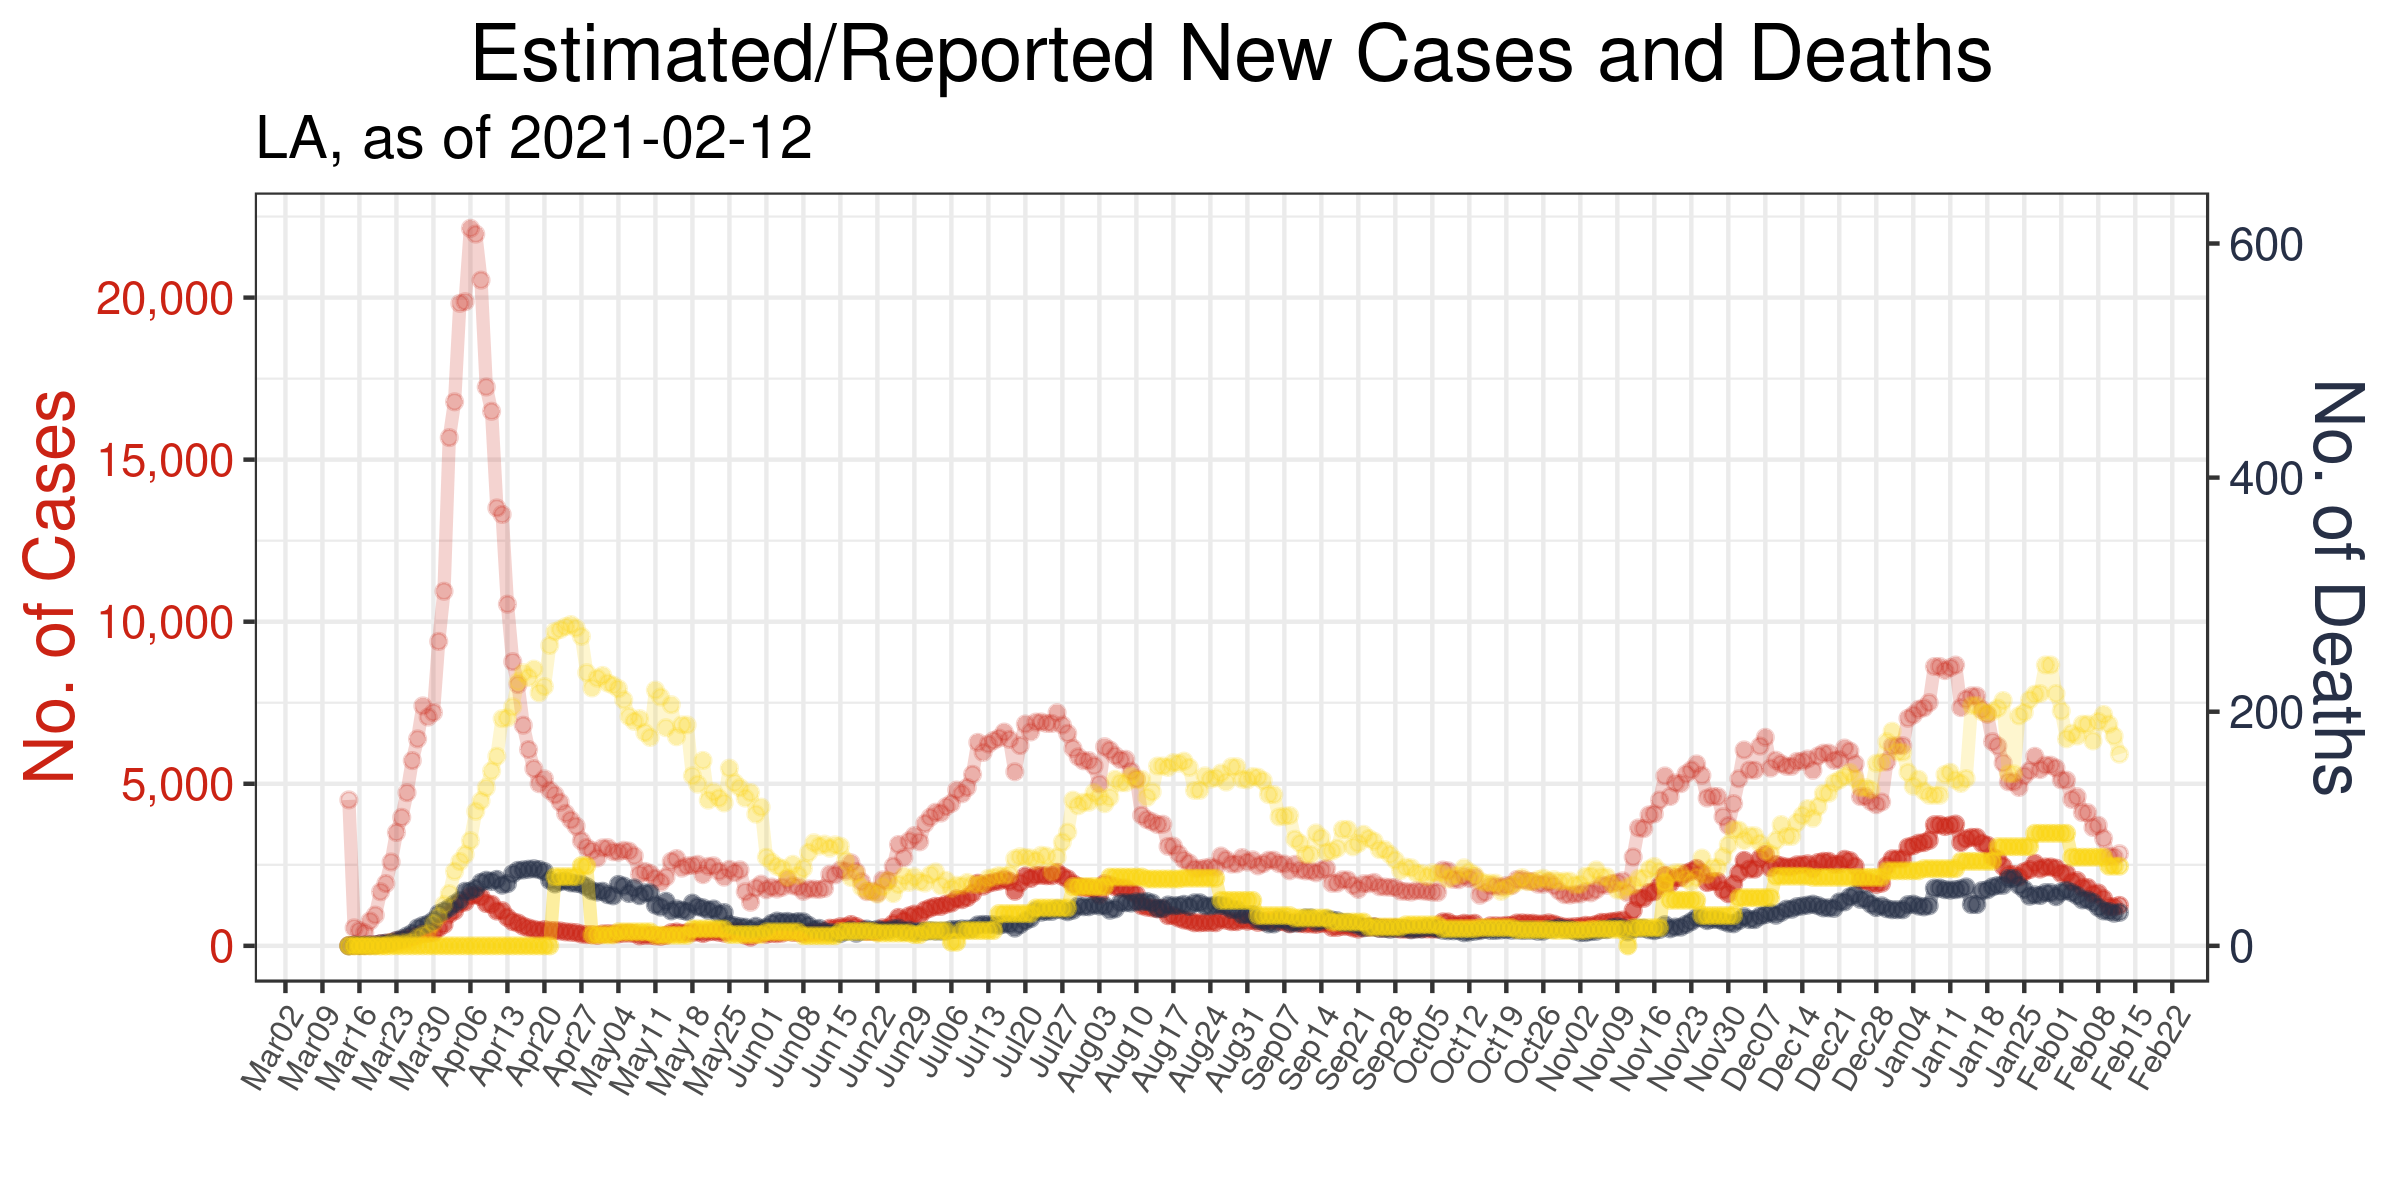 Estimated/Reported New Cases and Deaths
LA, as of 2021-02-12
No. of Cases
20,000
15,000
10,000
5,000
0
600
400
200
0
No. of Deaths
Mar02 Mar09 Mar16 Mar23 Mar30 Apr06 Apr13 Apr20 Apr27 May04 May11 May18 May25 Jun01 Jun08 Jun15 Jun22 Jun29 Jul06 Jul13 Jul20 Jul27 Aug03 Aug10 Aug17 Aug24 Aug31 Sep07 Sep14 Sep21 Sep28 Oct05 Oct12 Oct19 Oct26 Nov02 Nov09 Nov16 Nov23 Nov30 Dec07 Dec14 Dec21 Dec28 Jan04 Jan11 Jan18 Jan25 Feb01 Feb08 Feb15 Feb22